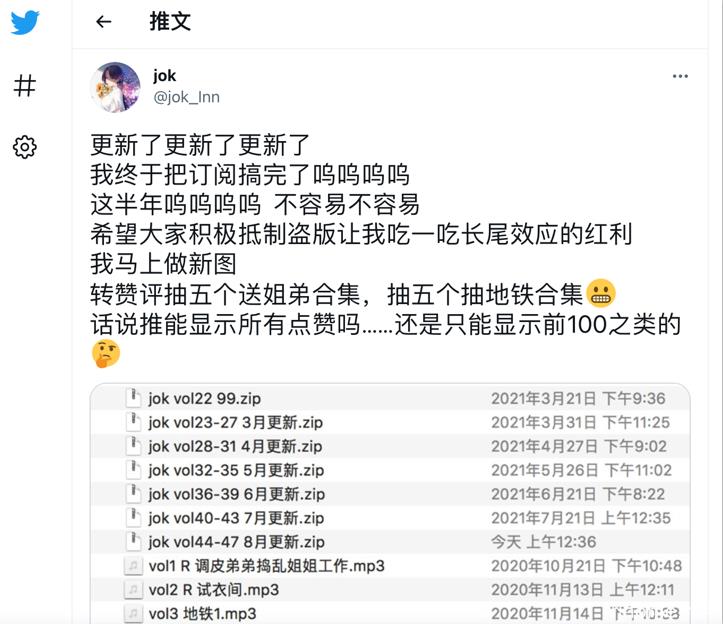 推文
jok
@jok_lnn
更新了更新了更新了
我终于把订阅搞完了呜呜呜呜
这半年呜呜呜呜 不容易不容易
希望大家积极抵制盗版让我吃一吃长尾效应的红利
我马上做新图
转赞评抽五个送姐弟合集，抽五个抽地铁合集😬
话说推能显示所有点赞吗……还是只能显示前100之类的
🤔
jok vol22 99.zip 2021年3月21日 下午9:36
jok vol23-27 3月更新.zip 2021年3月31日 下午11:25
jok vol28-31 4月更新.zip 2021年4月27日 下午9:02
jok vol32-35 5月更新.zip 2021年5月26日 下午11:02
jok vol36-39 6月更新.zip 2021年6月21日 下午8:22
jok vol40-43 7月更新.zip 2021年7月21日 上午12:35
jok vol44-47 8月更新.zip 今天 上午12:36
vol1 R 调皮弟弟捣乱姐姐工作.mp3 2020年10月21日 下午10:48
vol2 R 试衣间.mp3 2020年11月13日 上午12:11
vol3 地铁1.mp3 2020年11月14日